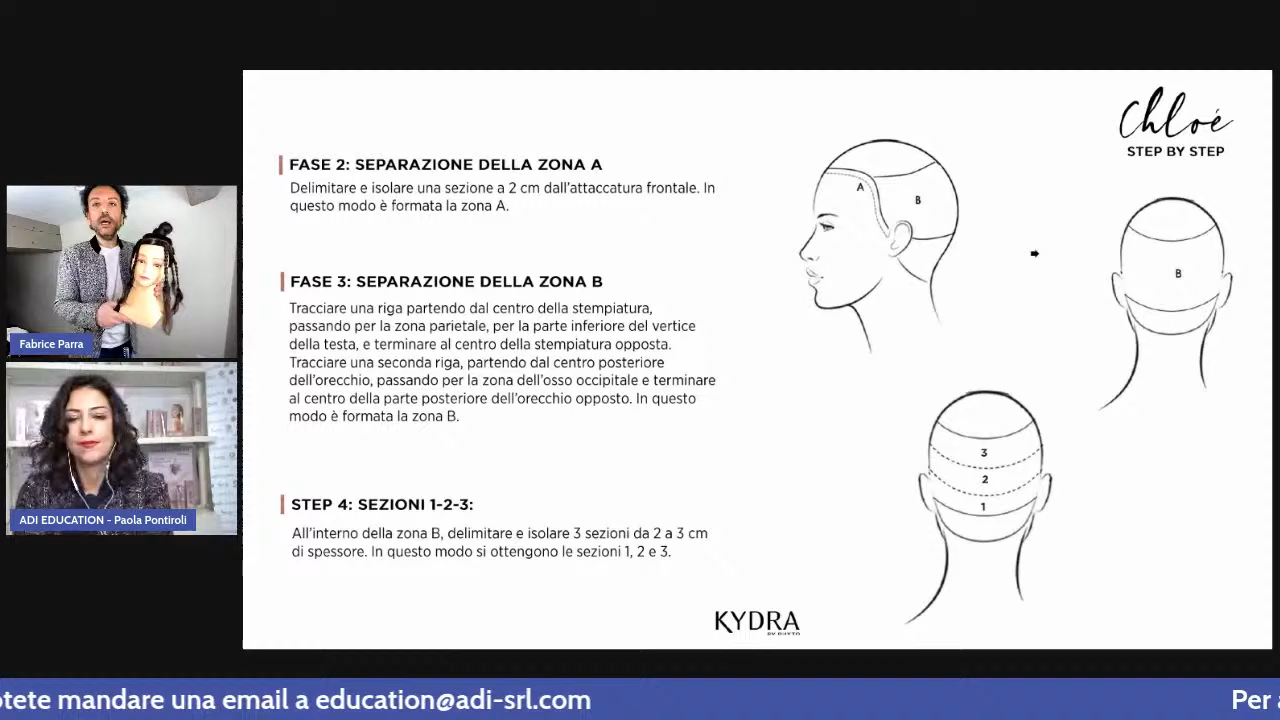 Chloé
STEP BY STEP
FASE 2: SEPARAZIONE DELLA ZONA A
Delimitare e isolare una sezione a 2 cm dall'attaccatura frontale. In
questo modo è formata la zona A.
FASE 3: SEPARAZIONE DELLA ZONA B
Tracciare una riga partendo dal centro della stempiatura,
passando per la zona parietale, per la parte inferiore del vertice
della testa, e terminare al centro della stempiatura opposta.
Tracciare una seconda riga, partendo dal centro posteriore
dell'orecchio, passando per la zona dell'osso occipitale e terminare
al centro della parte posteriore dell'orecchio opposto. In questo
modo è formata la zona B.
STEP 4: SEZIONI 1-2-3:
All'interno della zona B, delimitare e isolare 3 sezioni da 2 a 3 cm
di spessore. In questo modo si ottengono le sezioni 1, 2 e 3.
A
B
B
3
2
1
KYDRA
BY PHYTO
Fabrice Parra
ADI EDUCATION - Paola Pontiroli
otete mandare una email a education@adi-srl.com
Per a